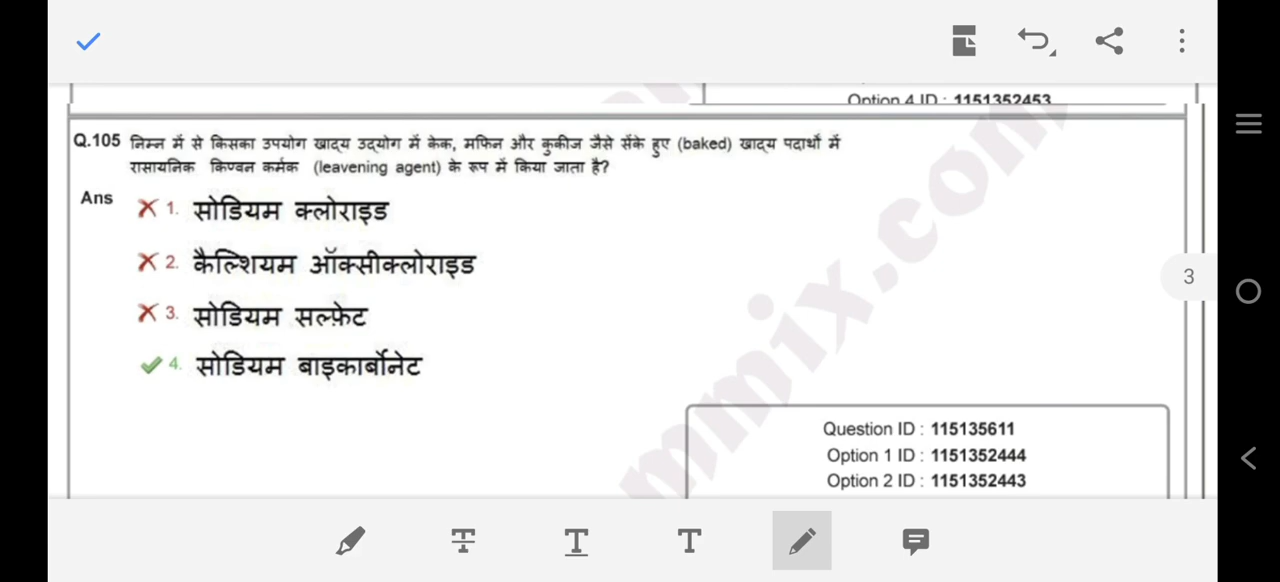 Option 4 ID : 1151352453
Q.105 निम्न में से किसका उपयोग खाद्य उद्योग में केक, मफिन और कुकीज जैसे सेंके हुए (baked) खाद्य पदार्थों में
रासायनिक किण्वन कर्मक (leavening agent) के रूप में किया जाता है?
Ans
1. सोडियम क्लोराइड
2. कैल्शियम ऑक्सीक्लोराइड
3. सोडियम सल्फ़ेट
4. सोडियम बाइकार्बोनेट
3
mmix.com
Question ID : 115135611
Option 1 ID : 1151352444
Option 2 ID : 1151352443
T
T
T